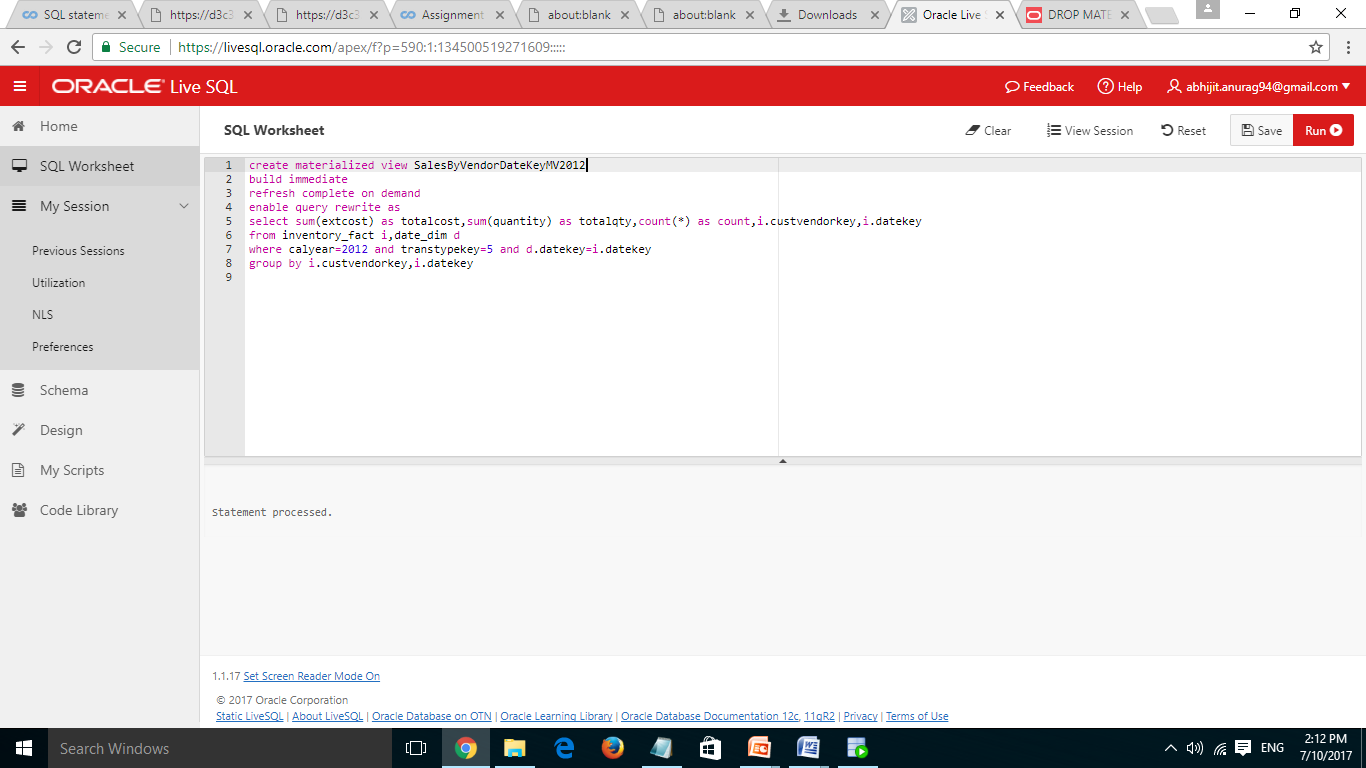 SQL stateme
https://d3c3
https://d3c3
Assignment
about:blank
about:blank
Downloads
Oracle Live S
DROP MATE
Secure | https://livesql.oracle.com/apex/f?p=590:1:134500519271609:::::
ORACLE Live SQL
Feedback
Help
abhijit.anurag94@gmail.com
Home
SQL Worksheet
My Session
Previous Sessions
Utilization
NLS
Preferences
Schema
Design
My Scripts
Code Library
SQL Worksheet
Clear
View Session
Reset
Save
Run
1 create materialized view SalesByVendorDateKeyMV2012
2 build immediate
3 refresh complete on demand
4 enable query rewrite as
5 select sum(extcost) as totalcost,sum(quantity) as totalqty,count(*) as count,i.custvendorkey,i.datekey
6 from inventory_fact i,date_dim d
7 where calyear=2012 and transtypekey=5 and d.datekey=i.datekey
8 group by i.custvendorkey,i.datekey
9
Statement processed.
1.1.17 Set Screen Reader Mode On
© 2017 Oracle Corporation
Static LiveSQL | About LiveSQL | Oracle Database on OTN | Oracle Learning Library | Oracle Database Documentation 12c, 11gR2 | Privacy | Terms of Use
Search Windows
ENG
2:12 PM
7/10/2017